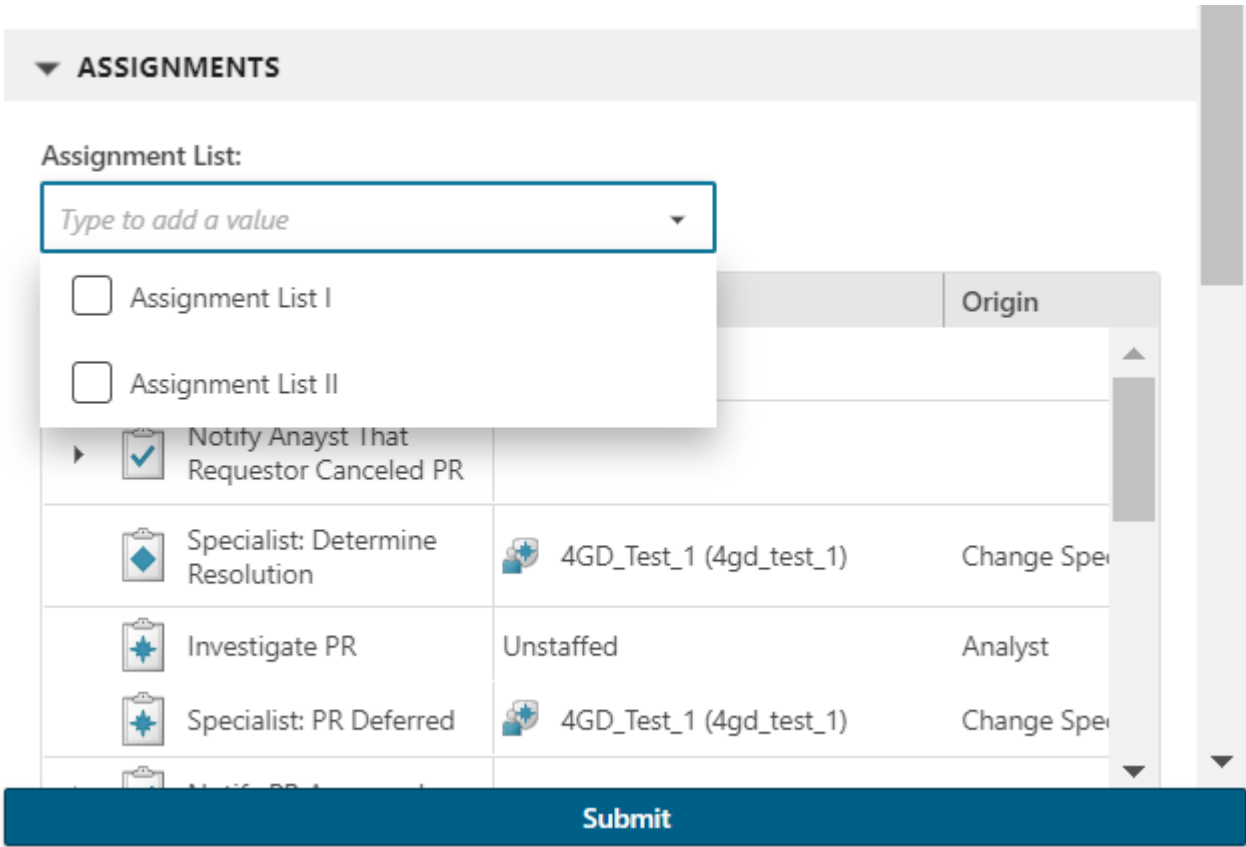 ASSIGNMENTS
Assignment List:
Type to add a value
Assignment List I
Assignment List II
Origin
Notify Anayst That
Requestor Canceled PR
Specialist: Determine
Resolution
4GD_Test_1 (4gd_test_1)
Change Spe
Investigate PR
Unstaffed
Analyst
Specialist: PR Deferred
4GD_Test_1 (4gd_test_1)
Change Spe
Notify PR
Submit